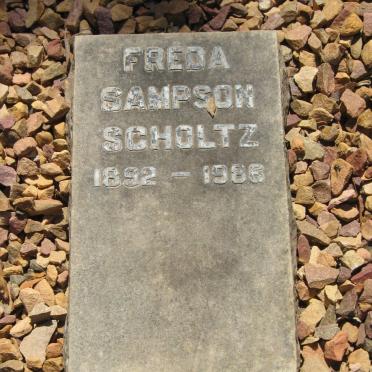 FREDA
SAMPSON
SCHOLTZ
1892 - 1986